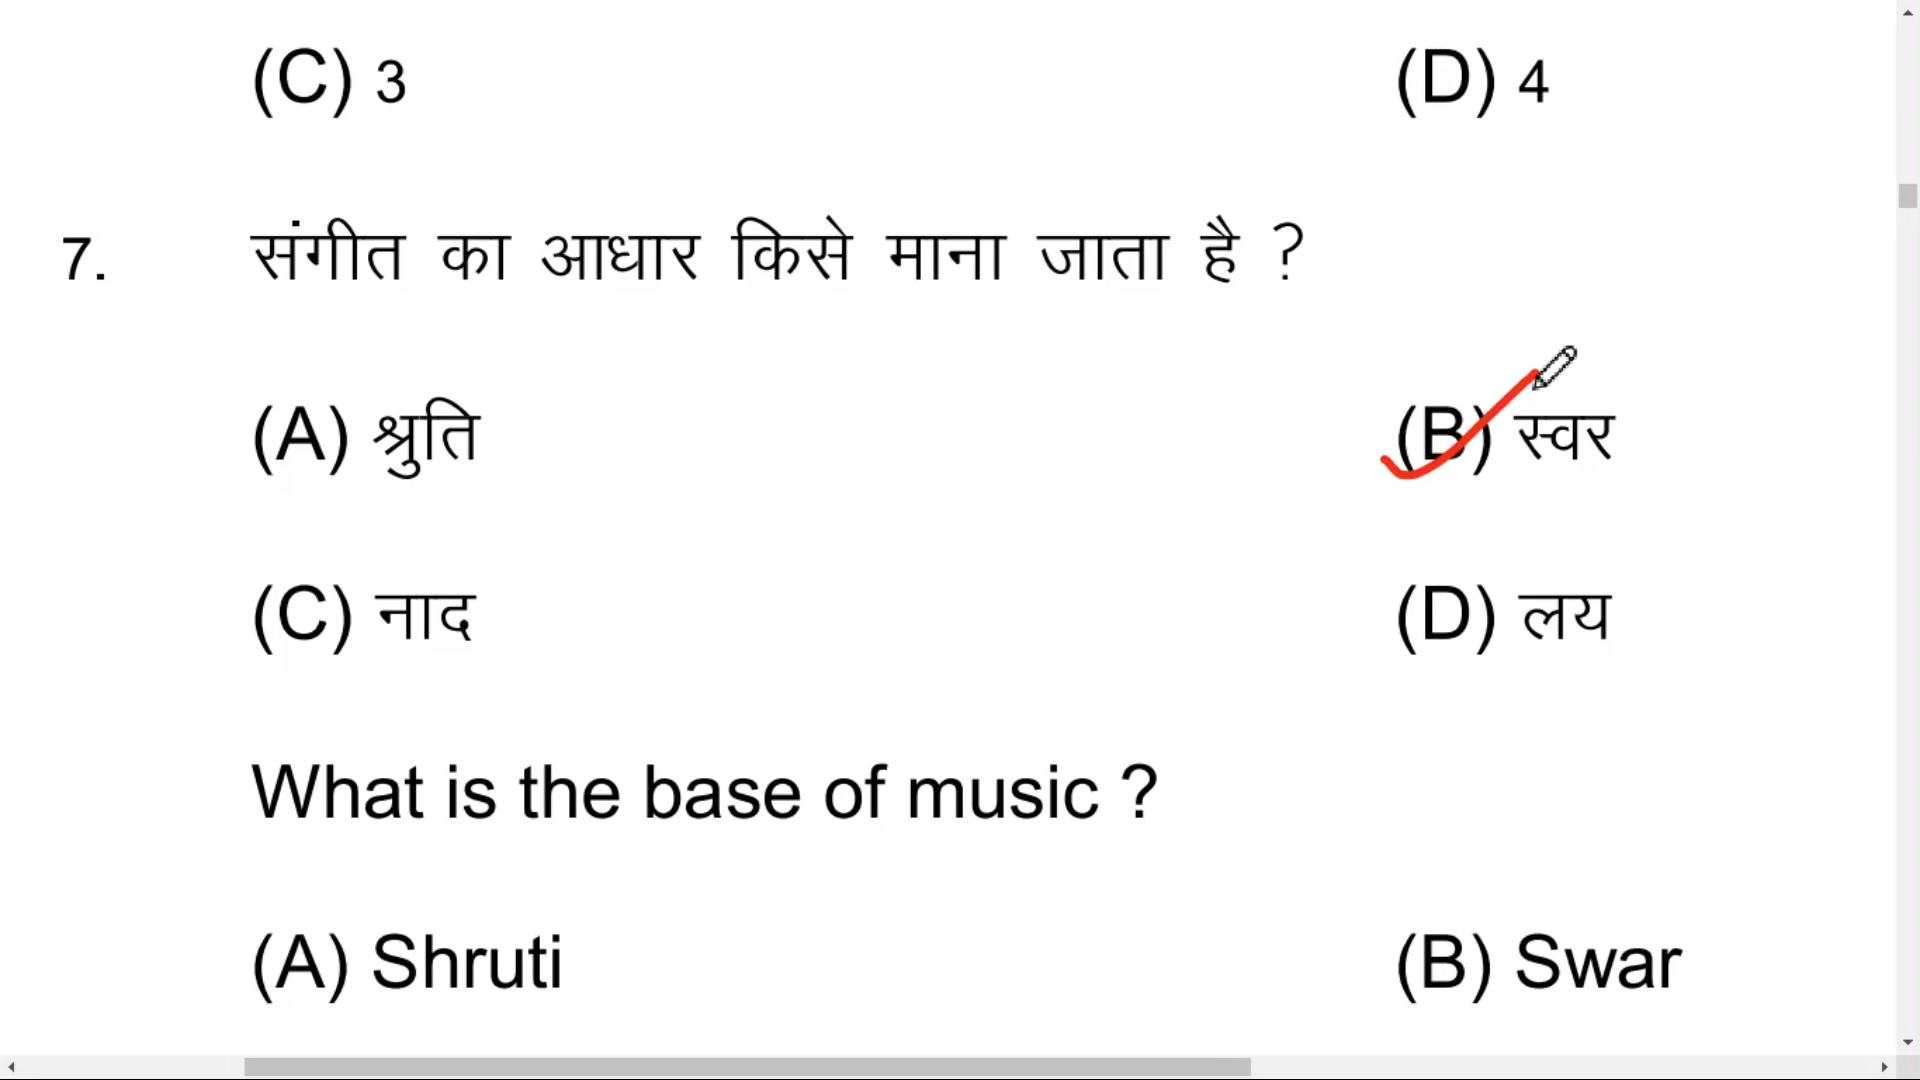 (C) 3 (D) 4
7. संगीत का आधार किसे माना जाता है ?
(A) श्रुति (B) स्वर
(C) नाद (D) लय
What is the base of music ?
(A) Shruti (B) Swar